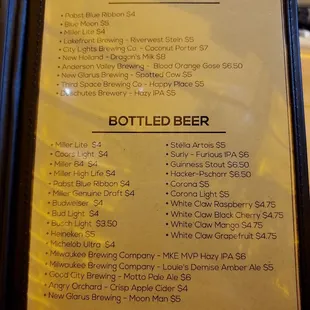 • Pabst Blue Ribbon $4
• Blue Moon $5
• Miller Lite $4
• Lakefront Brewing - Riverwest Stein $5
• City Lights Brewing Co. - Coconut Porter $7
• New Holland - Dragon's Milk $8
• Anderson Valley Brewing - Blood Orange Gose $6.50
• New Glarus Brewing - Spotted Cow $5
• Third Space Brewing Co - Happy Place $5
• Deschutes Brewery - Hazy IPA $5
BOTTLED BEER
• Miller Lite $4
• Coors Light $4
• Miller 64 $4
• Miller High Life $4
• Pabst Blue Ribbon $4
• Miller Genuine Draft $4
• Budweiser $4
• Bud Light $4
• Busch Light $3.50
• Heineken $5
• Michelob Ultra $4
• Stella Artois $5
• Surly - Furious IPA $6
• Guinness Stout $6.50
• Hacker-Pschorr $6.50
• Corona $5
• Corona Light $5
• White Claw Raspberry $4.75
• White Claw Black Cherry $4.75
• White Claw Mango $4.75
• White Claw Grapefruit $4.75
• Milwaukee Brewing Company - MKE MVP Hazy IPA $6
• Milwaukee Brewing Company - Louie's Demise Amber Ale $5
• Good City Brewing - Motto Pale Ale $6
• Angry Orchard - Crisp Apple Cider $4
• New Glarus Brewing - Moon Man $5